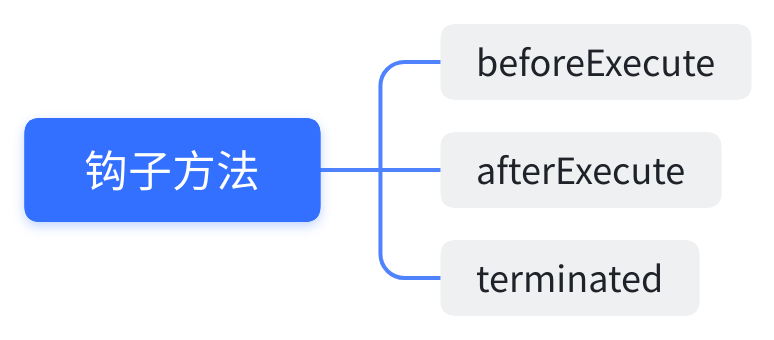 钩子方法
beforeExecute
afterExecute
terminated